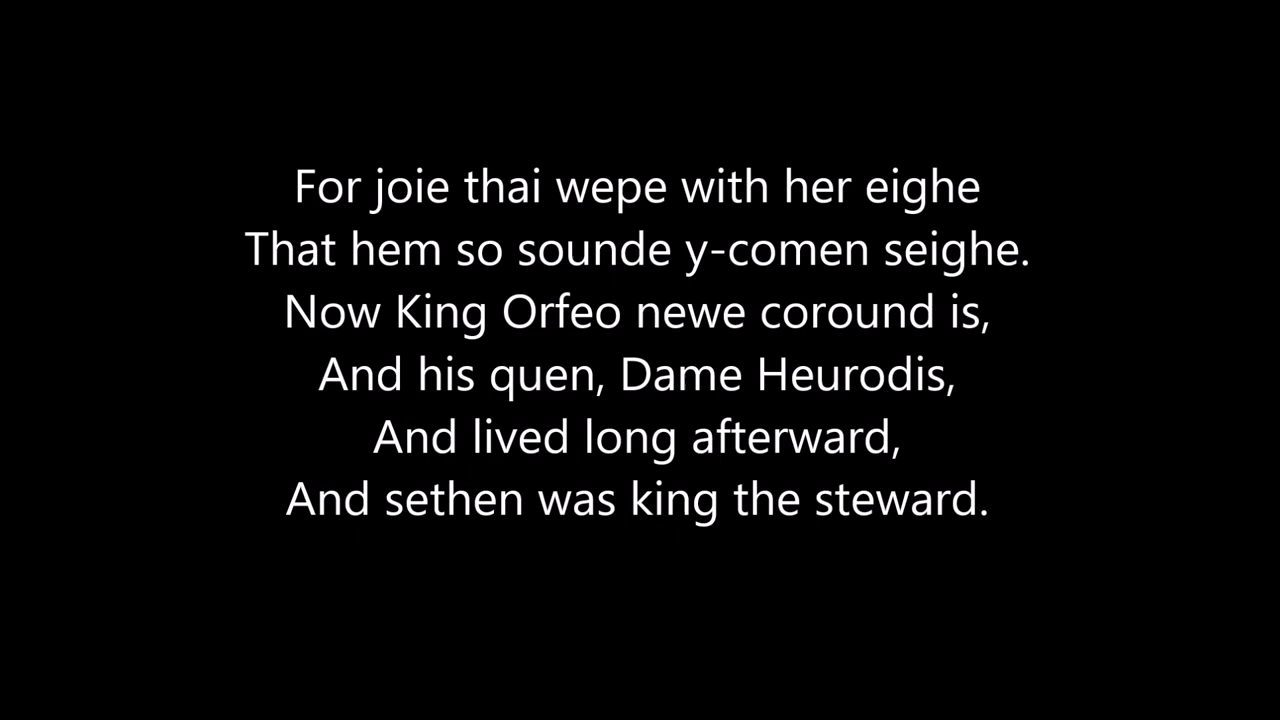 For joie thai wepe with her eighe
That hem so sounde y-comen seighe.
Now King Orfeo newe coround is,
And his quen, Dame Heurodis,
And lived long afterward,
And sethen was king the steward.